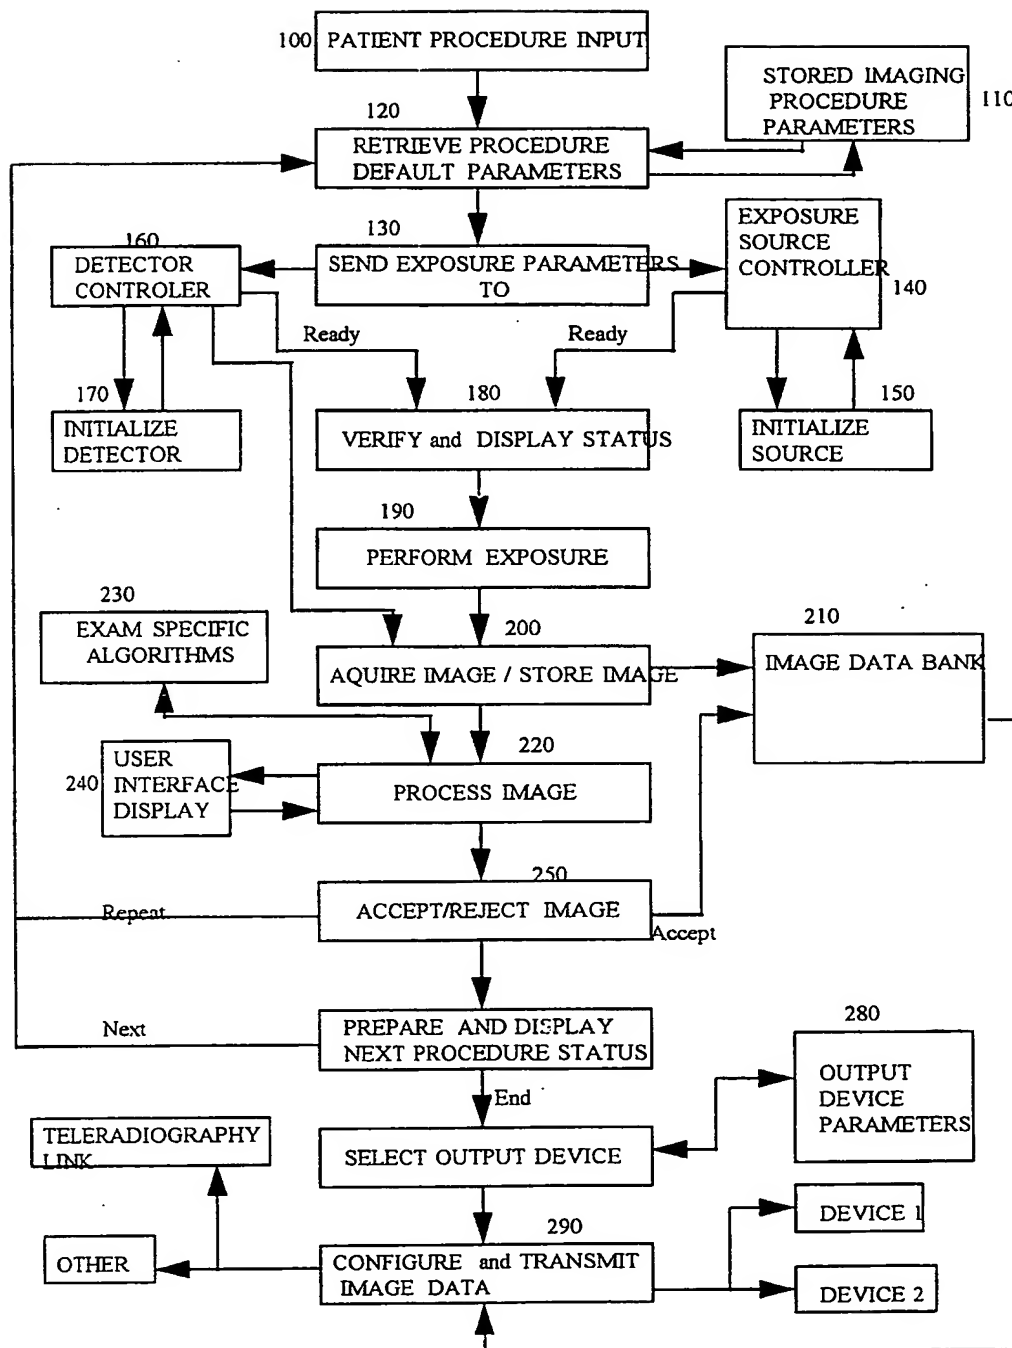 100
PATIENT PROCEDURE INPUT
STORED IMAGING
PROCEDURE
PARAMETERS
110
120
RETRIEVE PROCEDURE
DEFAULT PARAMETERS
130
SEND EXPOSURE PARAMETERS
TO
EXPOSURE
SOURCE
CONTROLLER
140
160
DETECTOR
CONTROLER
Ready
Ready
170
INITIALIZE
DETECTOR
180
VERIFY and DISPLAY STATUS
150
INITIALIZE
SOURCE
190
PERFORM EXPOSURE
230
EXAM SPECIFIC
ALGORITHMS
200
AQUIRE IMAGE / STORE IMAGE
210
IMAGE DATA BANK
220
PROCESS IMAGE
240
USER
INTERFACE
DISPLAY
250
ACCEPT/REJECT IMAGE
Repeat
Accept
Next
PREPARE AND DISPLAY
NEXT PROCEDURE STATUS
End
280
OUTPUT
DEVICE
PARAMETERS
TELERADIOGRAPHY
LINK
SELECT OUTPUT DEVICE
290
CONFIGURE and TRANSMIT
IMAGE DATA
OTHER
DEVICE 1
DEVICE 2